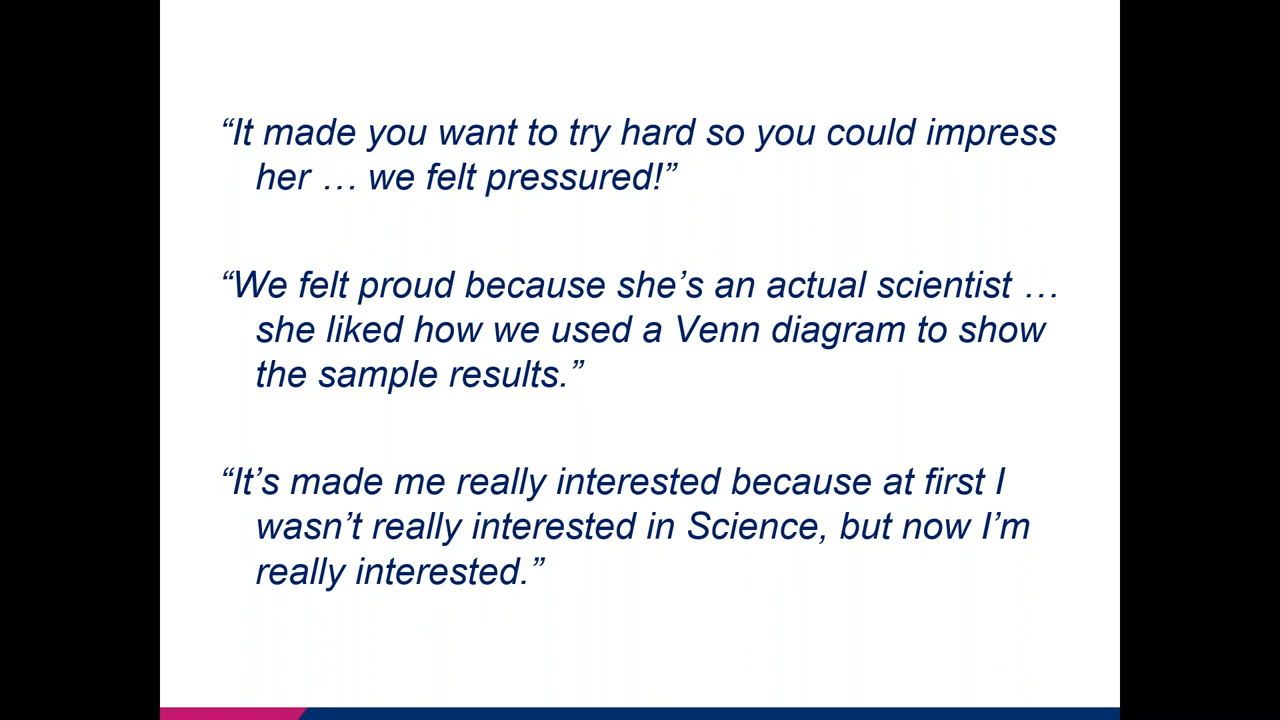 “It made you want to try hard so you could impress
her … we felt pressured!”
“We felt proud because she’s an actual scientist …
she liked how we used a Venn diagram to show
the sample results.”
“It’s made me really interested because at first I
wasn’t really interested in Science, but now I’m
really interested.”